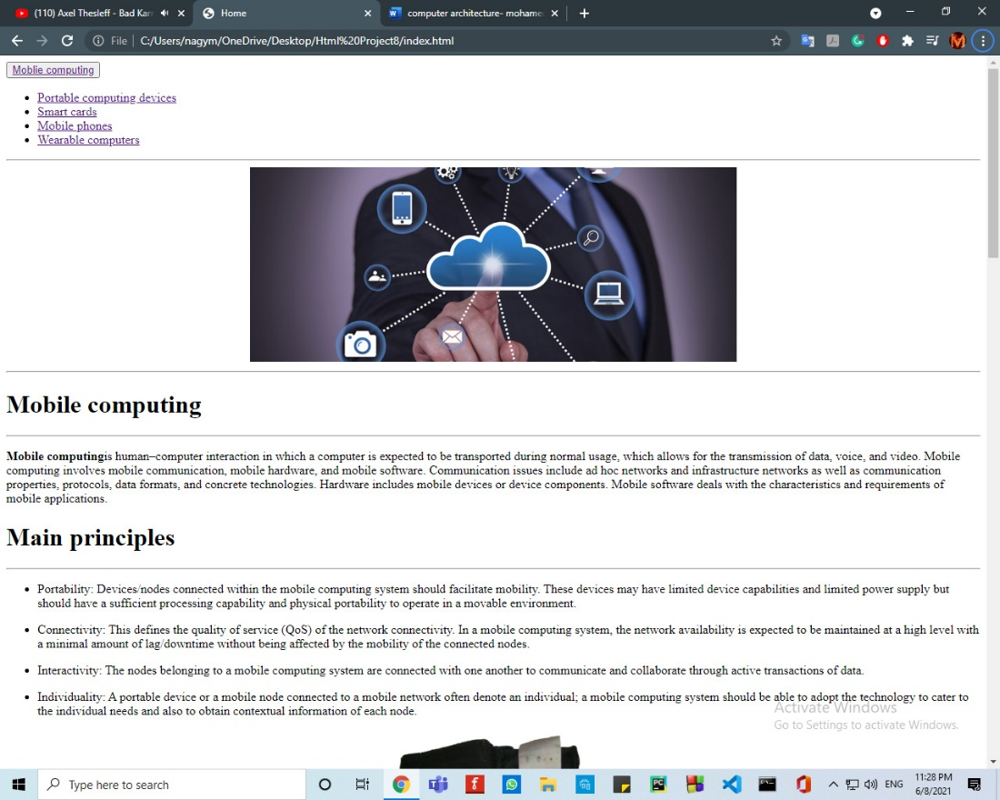 (110) Axel Thesleff - Bad Kar
Home
computer architecture- mohame
File
C:/Users/nagym/OneDrive/Desktop/Html%20Project8/index.html
Moblie computing
Portable computing devices
Smart cards
Mobile phones
Wearable computers
Mobile computing
Mobile computingis human–computer interaction in which a computer is expected to be transported during normal usage, which allows for the transmission of data, voice, and video. Mobile
computing involves mobile communication, mobile hardware, and mobile software. Communication issues include ad hoc networks and infrastructure networks as well as communication
properties, protocols, data formats, and concrete technologies. Hardware includes mobile devices or device components. Mobile software deals with the characteristics and requirements of
mobile applications.
Main principles
Portability: Devices/nodes connected within the mobile computing system should facilitate mobility. These devices may have limited device capabilities and limited power supply but
should have a sufficient processing capability and physical portability to operate in a movable environment.
Connectivity: This defines the quality of service (QoS) of the network connectivity. In a mobile computing system, the network availability is expected to be maintained at a high level with
a minimal amount of lag/downtime without being affected by the mobility of the connected nodes.
Interactivity: The nodes belonging to a mobile computing system are connected with one another to communicate and collaborate through active transactions of data.
Individuality: A portable device or a mobile node connected to a mobile network often denote an individual; a mobile computing system should be able to adopt the technology to cater to
the individual needs and also to obtain contextual information of each node.
Activate Windows
Go to Settings to activate Windows.
Type here to search
ENG
11:28 PM
6/8/2021